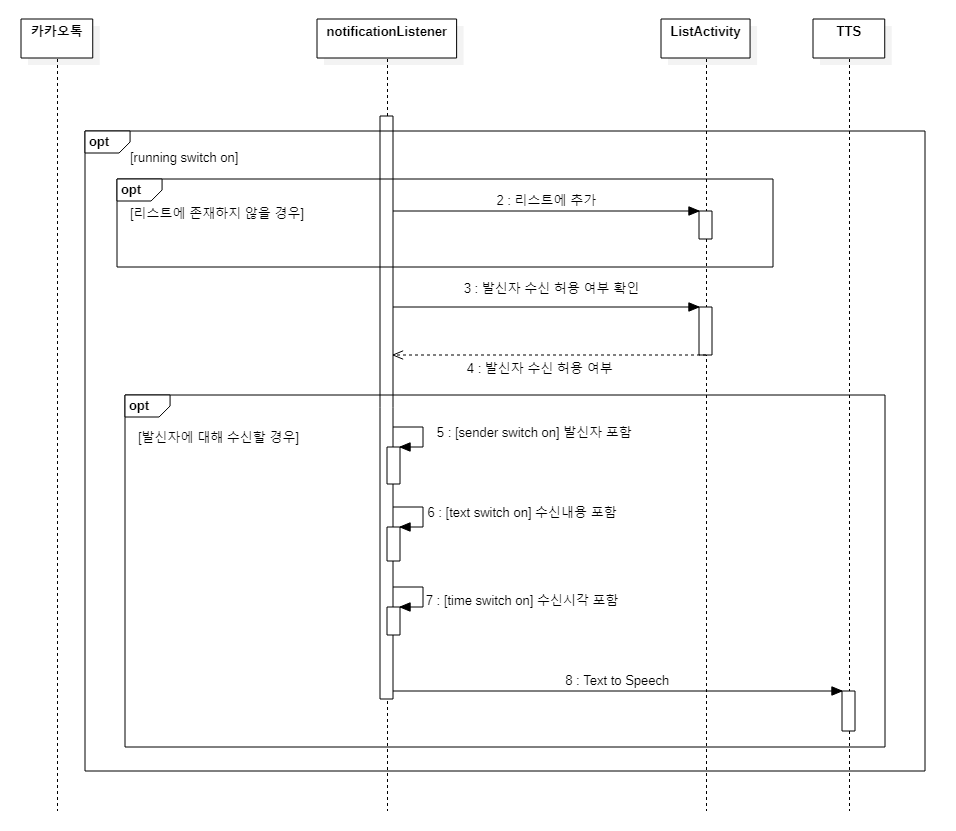 카카오톡
notificationListener
ListActivity
TTS
opt
[running switch on]
opt
[리스트에 존재하지 않을 경우]
2 : 리스트에 추가
3 : 발신자 수신 허용 여부 확인
4 : 발신자 수신 허용 여부
opt
[발신자에 대해 수신할 경우]
5 : [sender switch on] 발신자 포함
6 : [text switch on] 수신내용 포함
7 : [time switch on] 수신시각 포함
8 : Text to Speech